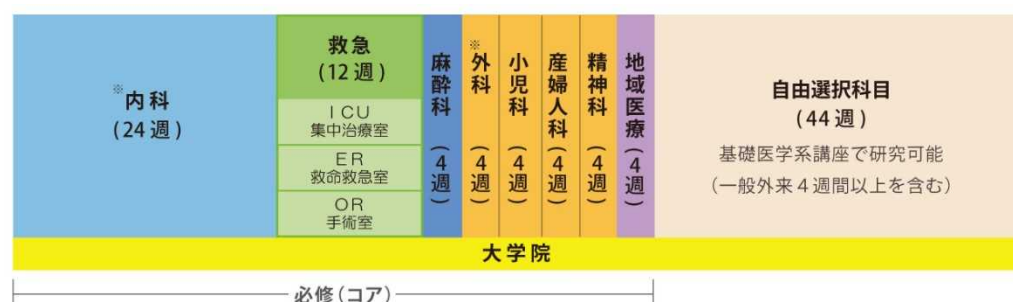 ※内科
(24週)
救急
(12週)
ICU
集中治療室
ER
救命救急室
OR
手術室
麻酔科(4週)
※外科(4週)
小児科(4週)
産婦人科(4週)
精神科(4週)
地域医療(4週)
自由選択科目
(44週)
基礎医学系講座で研究可能
(一般外来4週間以上を含む)
大学院
必修(コア)